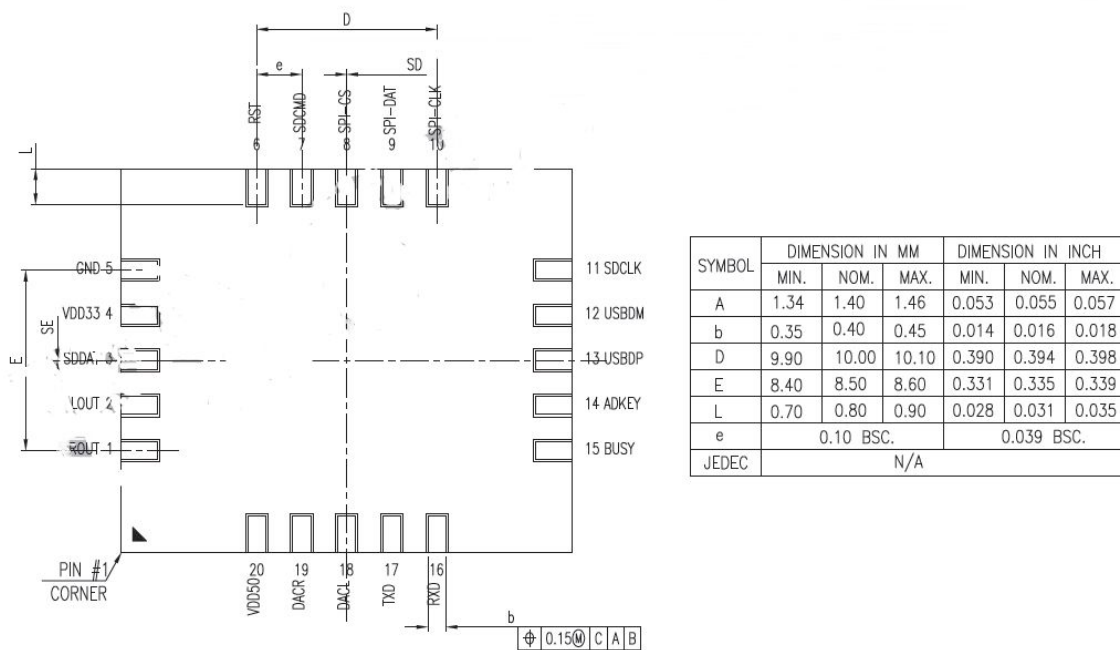 D
e
SD
RST
SDCMD
SPI-CS
SPI-DAT
SPI-CLK
6
7
8
9
10
L
GND 5
VDD33 4
SE
E
3
LOUT 2
ROUT 1
11 SDCLK
12 USBDM
13 USBDP
14 ADKEY
15 BUSY
PIN #1
CORNER
20
19
18
17
16
VDD50
DACR
DACL
TXD
RXD
b
⌖ 0.15Ⓜ C A B
SYMBOL DIMENSION IN MM DIMENSION IN INCH
MIN. NOM. MAX. MIN. NOM. MAX.
A 1.34 1.40 1.46 0.053 0.055 0.057
b 0.35 0.40 0.45 0.014 0.016 0.018
D 9.90 10.00 10.10 0.390 0.394 0.398
E 8.40 8.50 8.60 0.331 0.335 0.339
L 0.70 0.80 0.90 0.028 0.031 0.035
e 0.10 BSC. 0.039 BSC.
JEDEC N/A